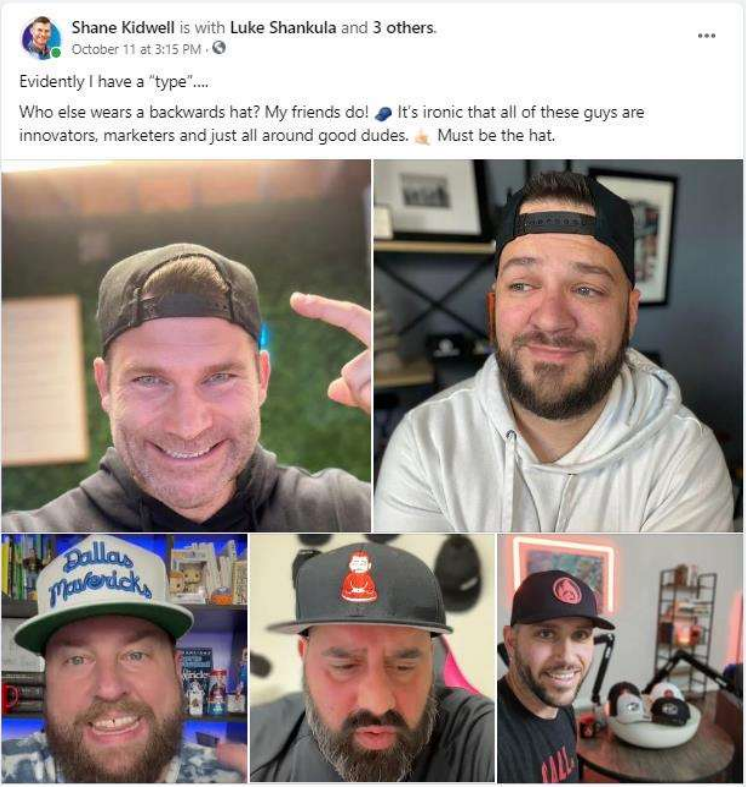 Shane Kidwell is with Luke Shankula and 3 others.
October 11 at 3:15 PM ·
Evidently I have a "type"....
Who else wears a backwards hat? My friends do! 🧢 It's ironic that all of these guys are
innovators, marketers and just all around good dudes. 🤙🏻 Must be the hat.
Dallas
Mavericks